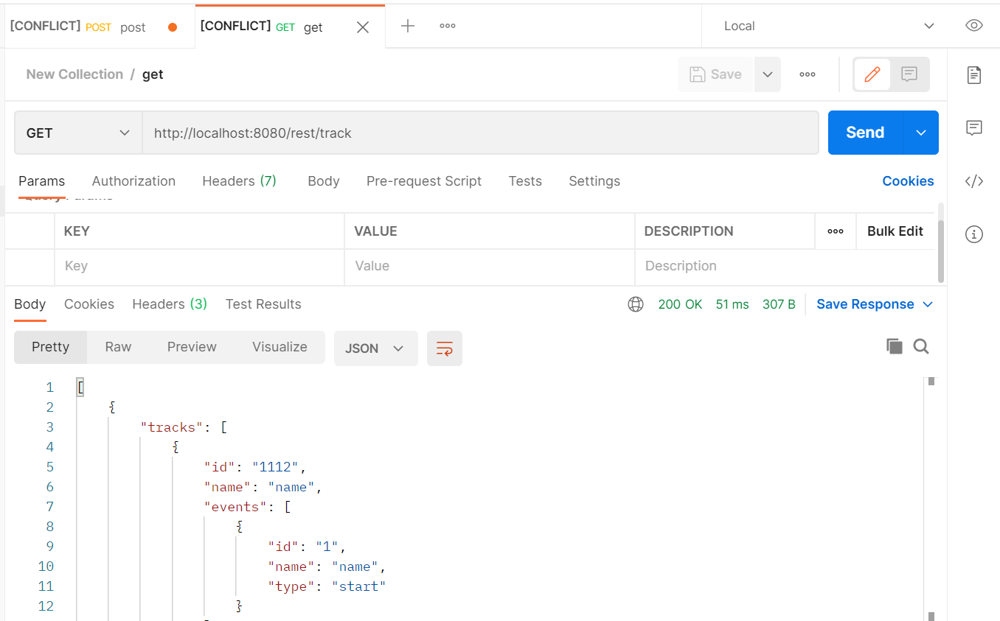 [CONFLICT] POST post [CONFLICT] GET get Local
New Collection / get Save
GET http://localhost:8080/rest/track Send
Params Authorization Headers (7) Body Pre-request Script Tests Settings Cookies
Query Params
KEY VALUE DESCRIPTION Bulk Edit
Key Value Description
Body Cookies Headers (3) Test Results 200 OK 51 ms 307 B Save Response
Pretty Raw Preview Visualize JSON
1 [
2 {
3 "tracks": [
4 {
5 "id": "1112",
6 "name": "name",
7 "events": [
8 {
9 "id": "1",
10 "name": "name",
11 "type": "start"
12 }